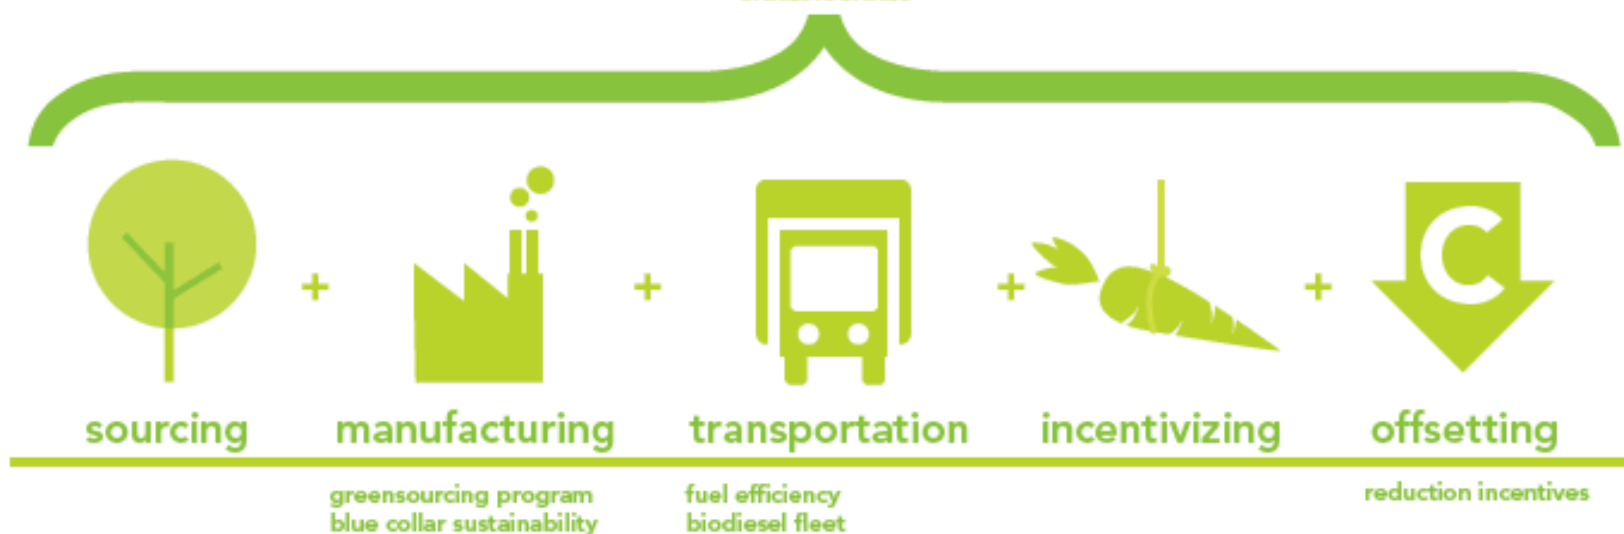 + + + + C
sourcing manufacturing transportation incentivizing offsetting
greensourcing program fuel efficiency reduction incentives
blue collar sustainability biodiesel fleet